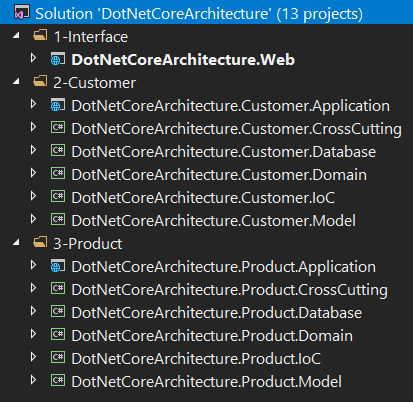 Solution 'DotNetCoreArchitecture' (13 projects)
1-Interface
DotNetCoreArchitecture.Web
2-Customer
DotNetCoreArchitecture.Customer.Application
C# DotNetCoreArchitecture.Customer.CrossCutting
C# DotNetCoreArchitecture.Customer.Database
C# DotNetCoreArchitecture.Customer.Domain
C# DotNetCoreArchitecture.Customer.IoC
C# DotNetCoreArchitecture.Customer.Model
3-Product
DotNetCoreArchitecture.Product.Application
C# DotNetCoreArchitecture.Product.CrossCutting
C# DotNetCoreArchitecture.Product.Database
C# DotNetCoreArchitecture.Product.Domain
C# DotNetCoreArchitecture.Product.IoC
C# DotNetCoreArchitecture.Product.Model